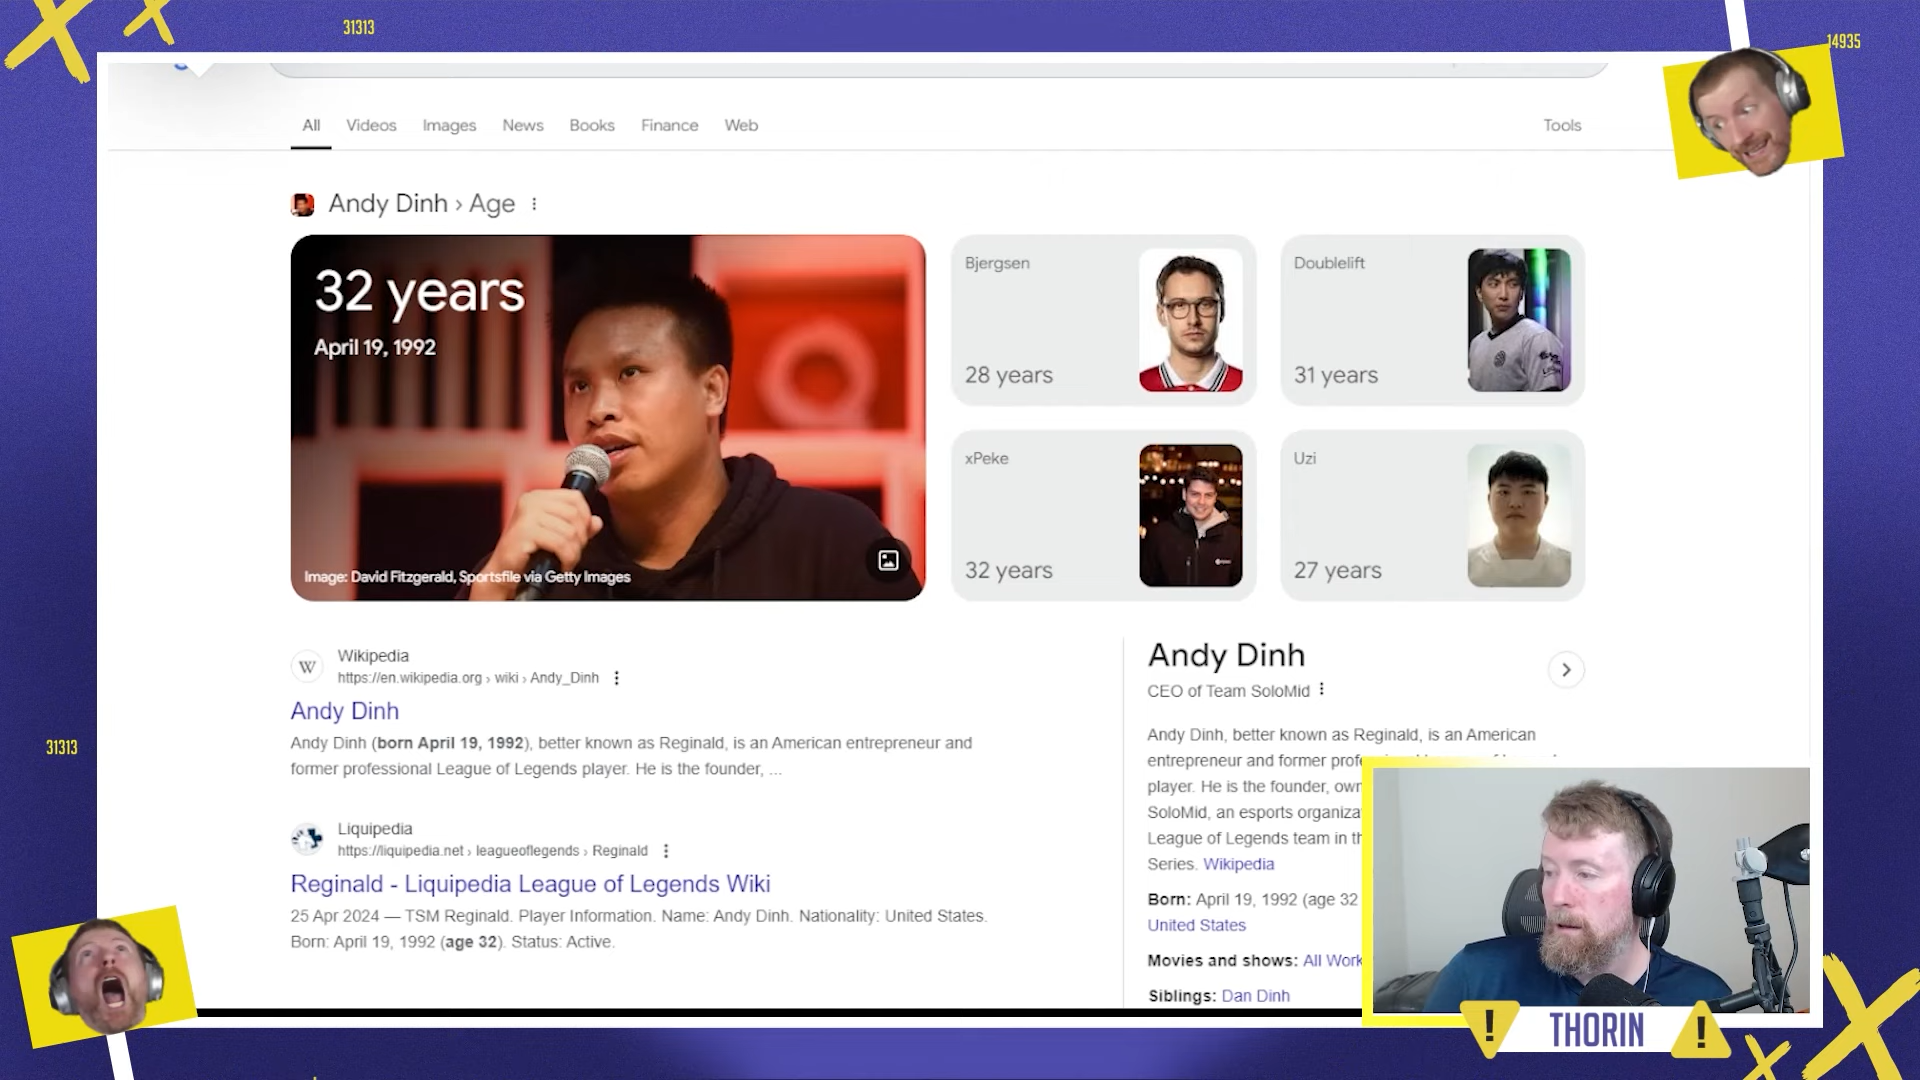 31313
14935
All Videos Images News Books Finance Web Tools
Andy Dinh › Age
32 years
April 19, 1992
Image: David Fitzgerald, Sportsfile via Getty Images
Bjergsen
28 years
Doublelift
31 years
xPeke
32 years
Uzi
27 years
W
Wikipedia
https://en.wikipedia.org › wiki › Andy_Dinh
Andy Dinh
Andy Dinh (born April 19, 1992), better known as Reginald, is an American entrepreneur and
former professional League of Legends player. He is the founder, ...
Liquipedia
https://liquipedia.net › leagueoflegends › Reginald
Reginald - Liquipedia League of Legends Wiki
25 Apr 2024 — TSM Reginald. Player Information. Name: Andy Dinh. Nationality: United States.
Born: April 19, 1992 (age 32). Status: Active.
Andy Dinh
CEO of Team SoloMid
Andy Dinh, better known as Reginald, is an American
entrepreneur and former
player. He is the founder,
SoloMid, an esports
League of Legends team in
Series. Wikipedia
Born: April 19, 1992 (age 32
United States
Movies and shows: All Work
Siblings: Dan Dinh
31313
! THORIN !